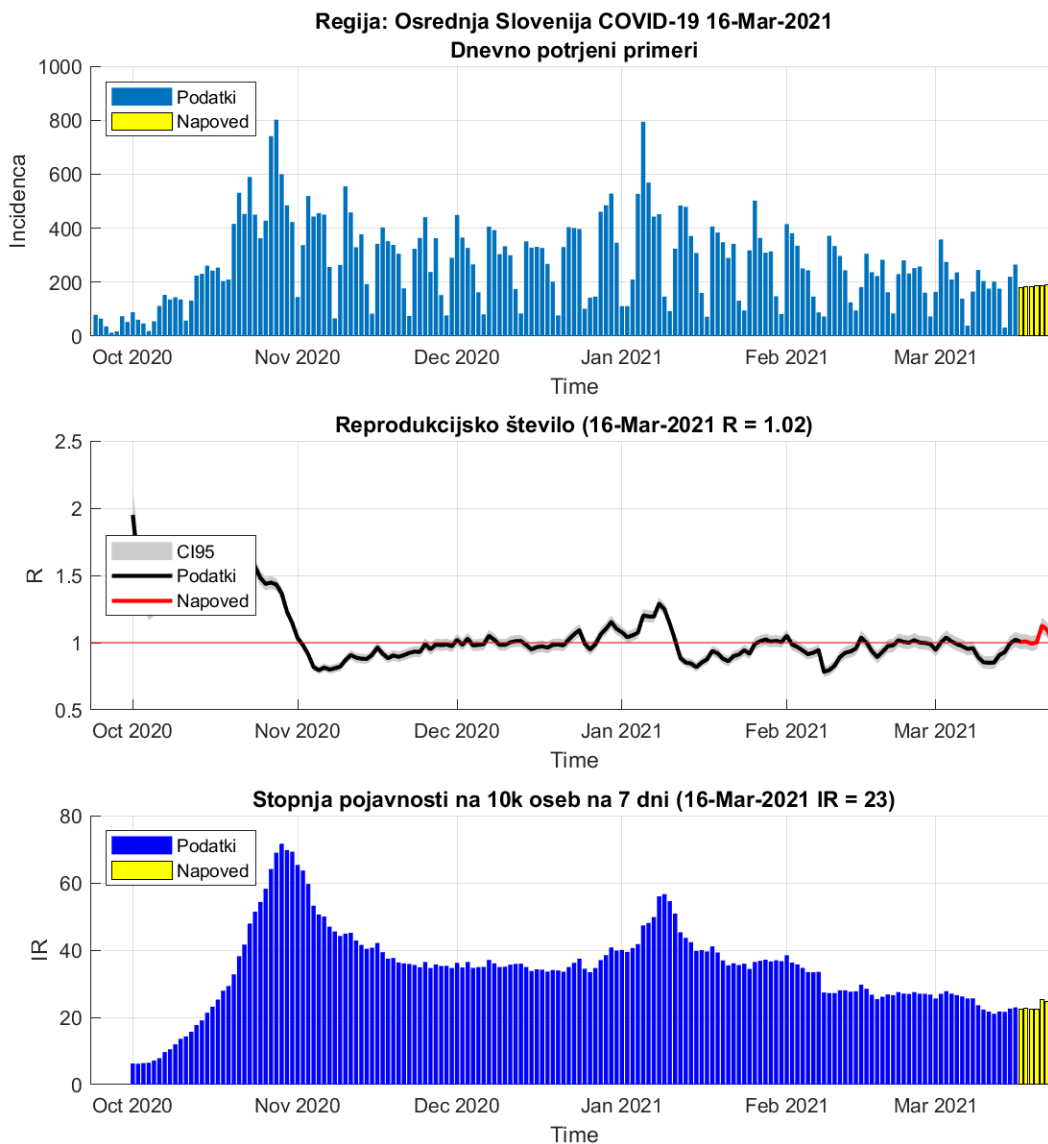 Regija: Osrednja Slovenija COVID-19 16-Mar-2021
Dnevno potrjeni primeri
1000
800
600
400
200
0
Incidenca
Podatki
Napoved
Oct 2020 Nov 2020 Dec 2020 Jan 2021 Feb 2021 Mar 2021
Time
Reprodukcijsko število (16-Mar-2021 R = 1.02)
2.5
2
1.5
1
0.5
R
CI95
Podatki
Napoved
Oct 2020 Nov 2020 Dec 2020 Jan 2021 Feb 2021 Mar 2021
Time
Stopnja pojavnosti na 10k oseb na 7 dni (16-Mar-2021 IR = 23)
80
60
40
20
0
IR
Podatki
Napoved
Oct 2020 Nov 2020 Dec 2020 Jan 2021 Feb 2021 Mar 2021
Time